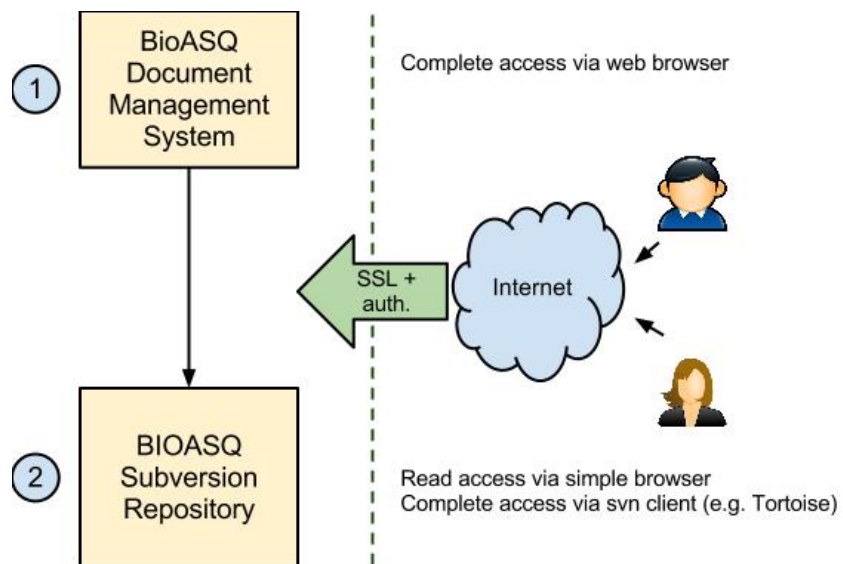 1
BioASQ
Document
Management
System
Complete access via web browser
SSL +
auth.
Internet
2
BIOASQ
Subversion
Repository
Read access via simple browser
Complete access via svn client (e.g. Tortoise)